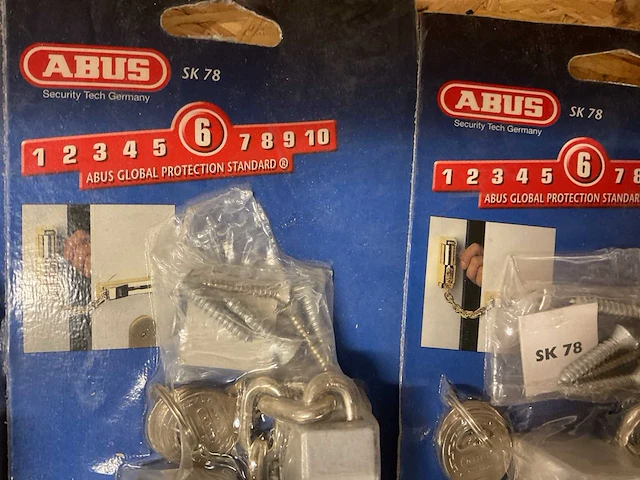 ABUS
SK 78
Security Tech Germany
1 2 3 4 5 6 7 8 9 10
ABUS GLOBAL PROTECTION STANDARD ®
ABUS
SK 78
Security Tech Germany
1 2 3 4 5 6 7 8
ABUS GLOBAL PROTECTION STANDAR
SK 78